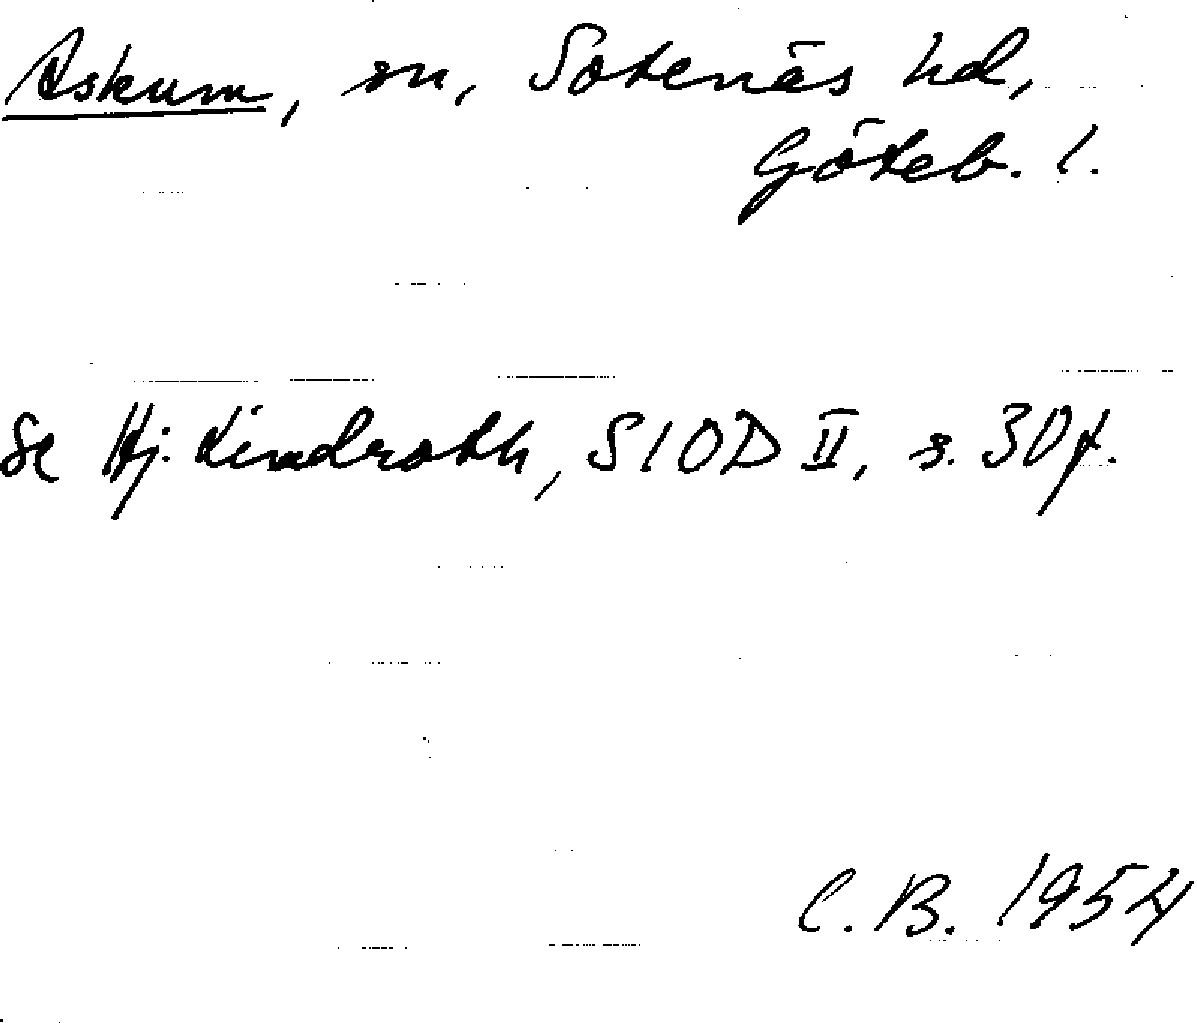 Askum, sn, Sotenäs hd,
Göteb. l.
Se Hj. Lindroth, SIOD II, s. 30 f.
C. B. 1954